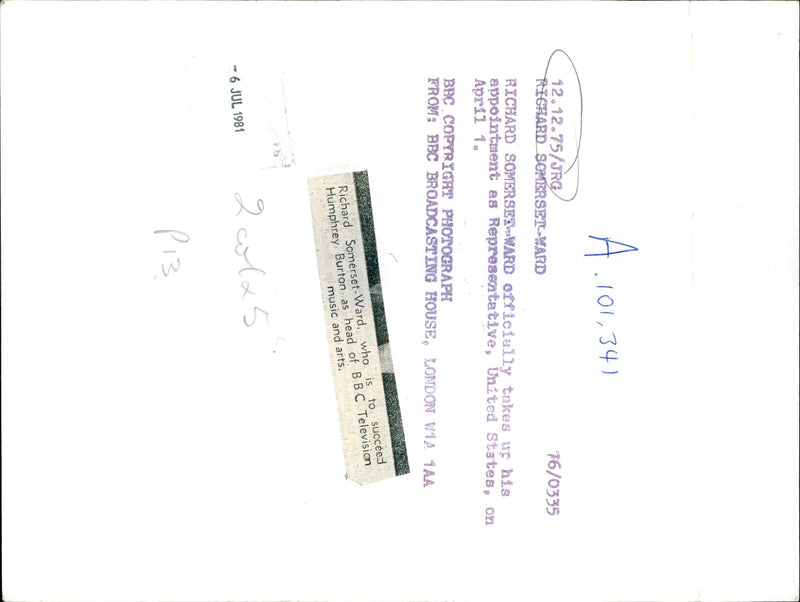 A.101,341
12.12.75/JRG 76/0335
RICHARD SOMERSET-WARD
RICHARD SOMERSET-WARD officially takes up his
appointment as Representative, United States, on
April 1.
BBC COPYRIGHT PHOTOGRAPH
FROM: BBC BROADCASTING HOUSE, LONDON W1A 1AA
Richard Somerset-Ward, who is to succeed
Humphrey Burton as head of BBC Television
music and arts.
-6 JUL 1981
P13